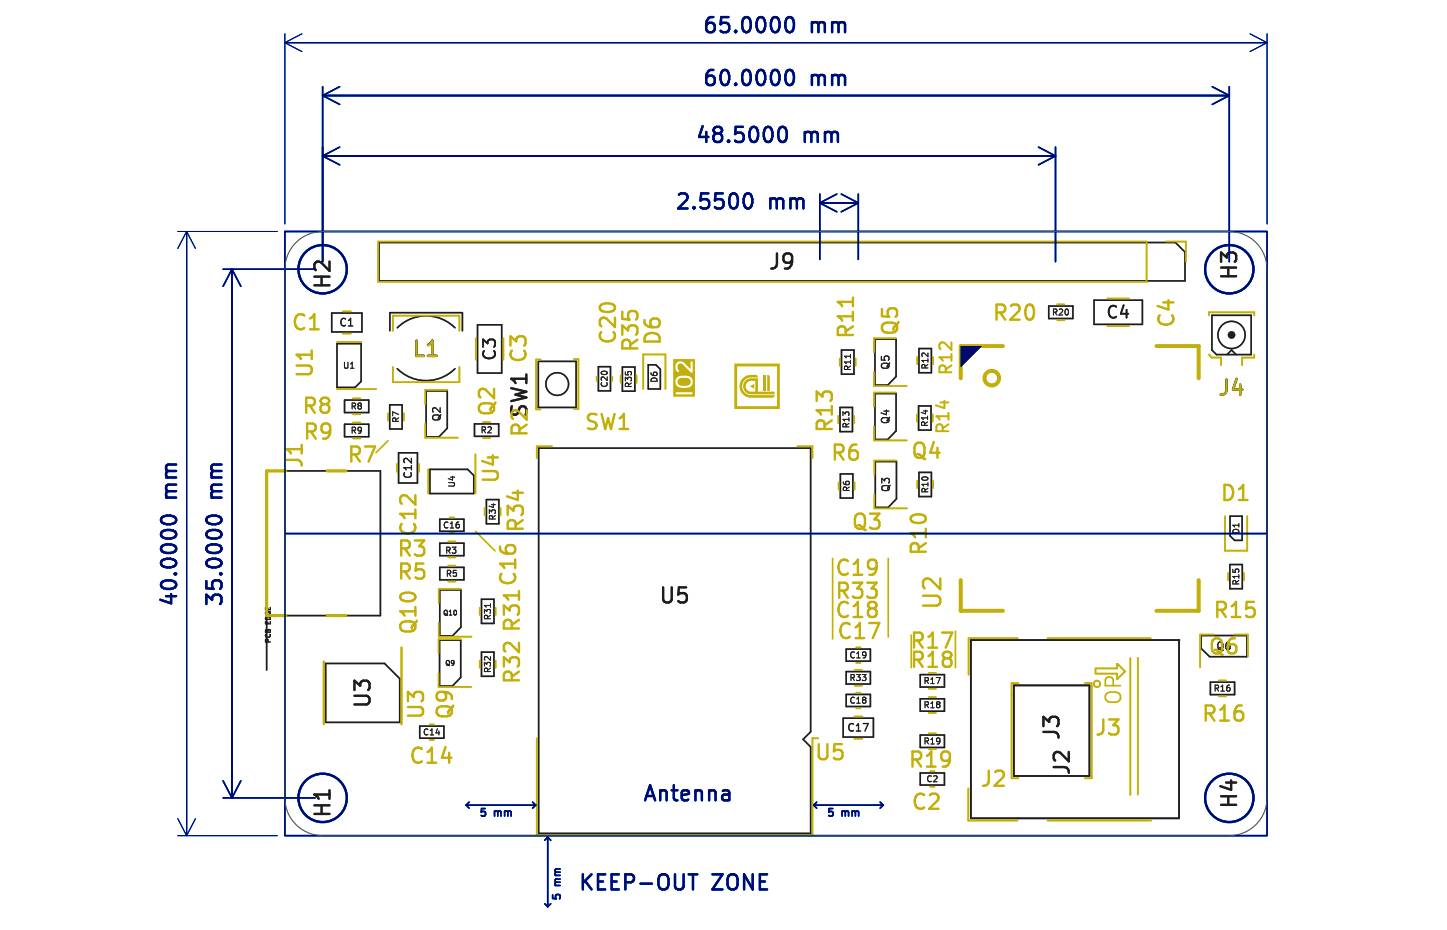 65.0000 mm
60.0000 mm
48.5000 mm
2.5500 mm
40.0000 mm
35.0000 mm
H2
J9
H3
C1
C1
U1
U1
L1
C3
C3
SW1
SW1
C20
C20
R35
R35
D6
D6
IO2
R11
R11
Q5
Q5
R12
R12
R20
R20
C4
C4
J4
R8
R8
R9
R9
R7
R7
Q2
Q2
R2
R2
R13
R13
Q4
Q4
R14
R14
R6
R6
Q3
Q3
R10
R10
J1
C12
C12
U4
U4
R34
R34
C16
C16
R3
R3
R5
R5
Q10
Q10
R31
R31
Q9
Q9
R32
R32
PCB EDGE
U3
U3
C14
C14
U5
U5
Antenna
C19
R33
C18
C17
C19
R33
C18
C17
U2
R17
R18
R17
R18
R19
R19
C2
C2
D1
D1
R15
R15
Q6
Q6
R16
R16
OP
J3
J3
J2
J2
H1
H4
5 mm
5 mm
5 mm
KEEP-OUT ZONE